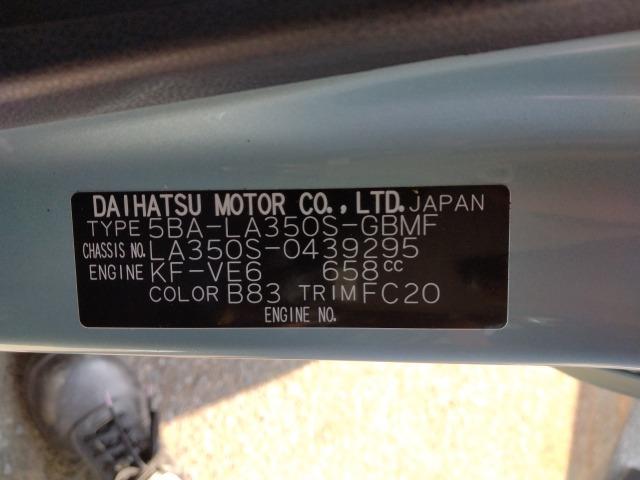 DAIHATSU MOTOR CO., LTD. JAPAN
TYPE 5BA-LA350S-GBMF
CHASSIS NO. LA350S-0439295
ENGINE KF-VE6 658cc
COLOR B83 TRIM FC20
ENGINE NO.